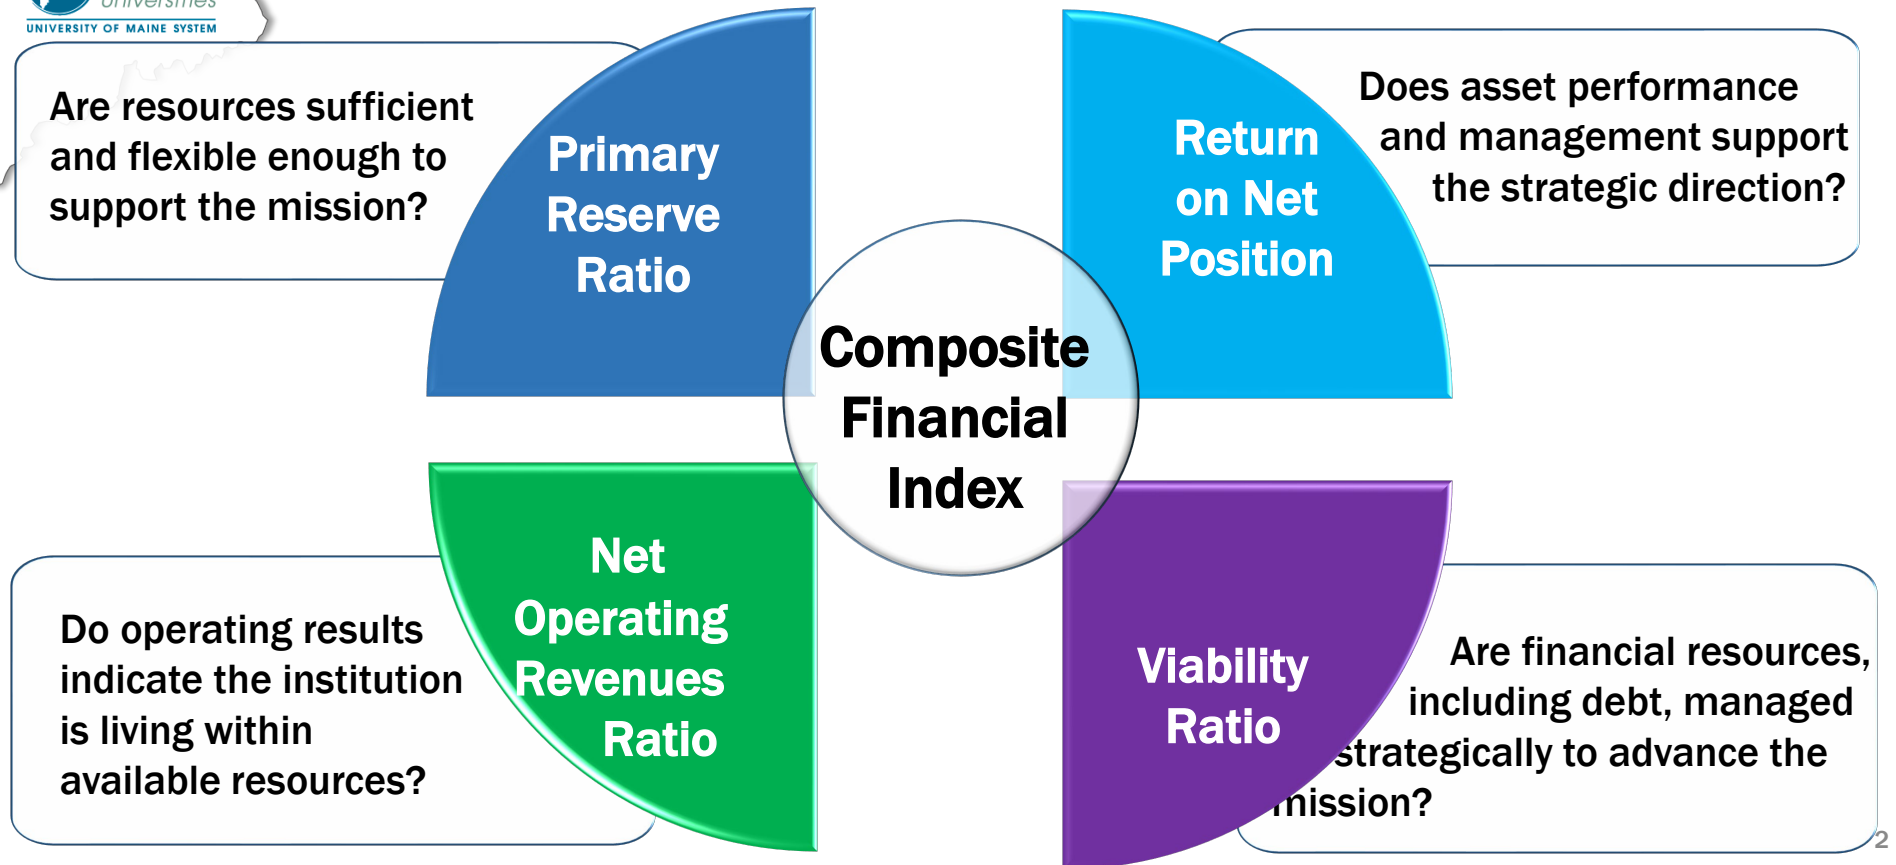 Universities
UNIVERSITY OF MAINE SYSTEM
Are resources sufficient
and flexible enough to
support the mission?
Primary
Reserve
Ratio
Return
on Net
Position
Does asset performance
and management support
the strategic direction?
Composite
Financial
Index
Do operating results
indicate the institution
is living within
available resources?
Net
Operating
Revenues
Ratio
Viability
Ratio
Are financial resources,
including debt, managed
strategically to advance the
mission?
2